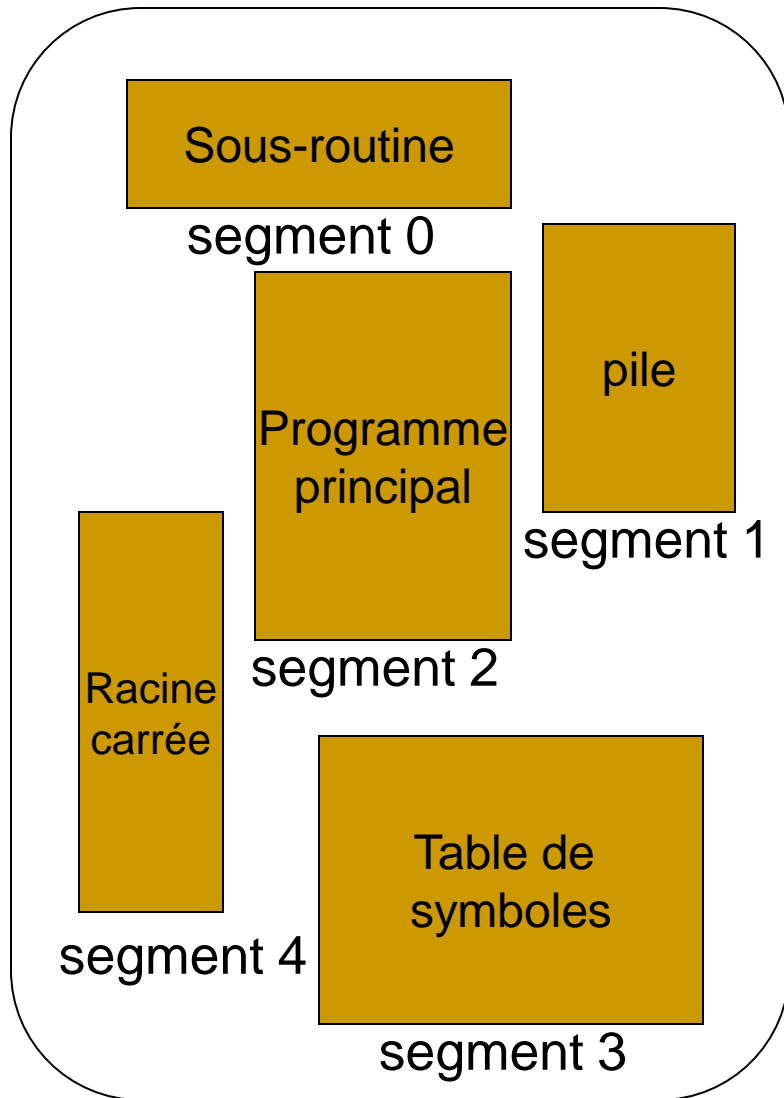 Sous-routine
segment 0
pile
segment 1
Programme
principal
segment 2
Racine
carrée
segment 4
Table de
symboles
segment 3